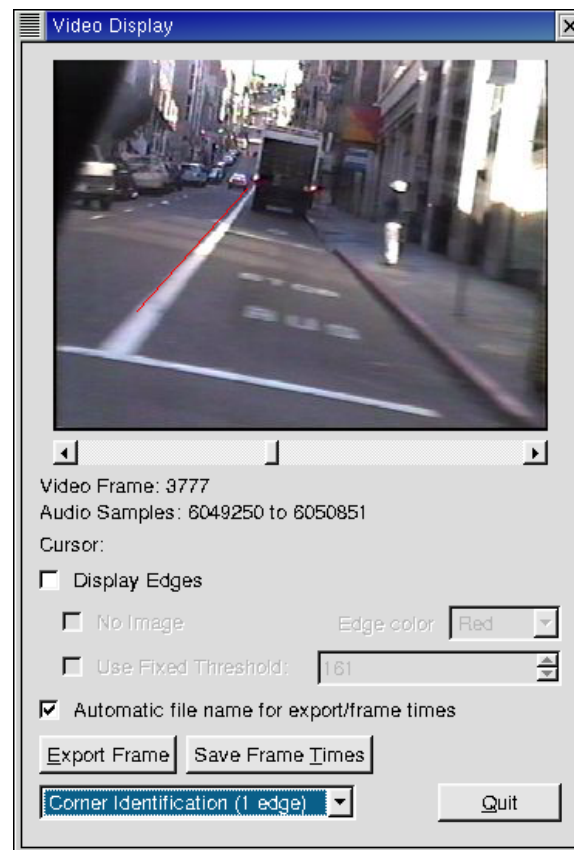 Video Display
STOP
BUS
Video Frame: 3777
Audio Samples: 6049250 to 6050851
Cursor:
Display Edges
No Image Edge color Red
Use Fixed Threshold: 161
Automatic file name for export/frame times
Export Frame Save Frame Times
Corner Identification (1 edge) Quit